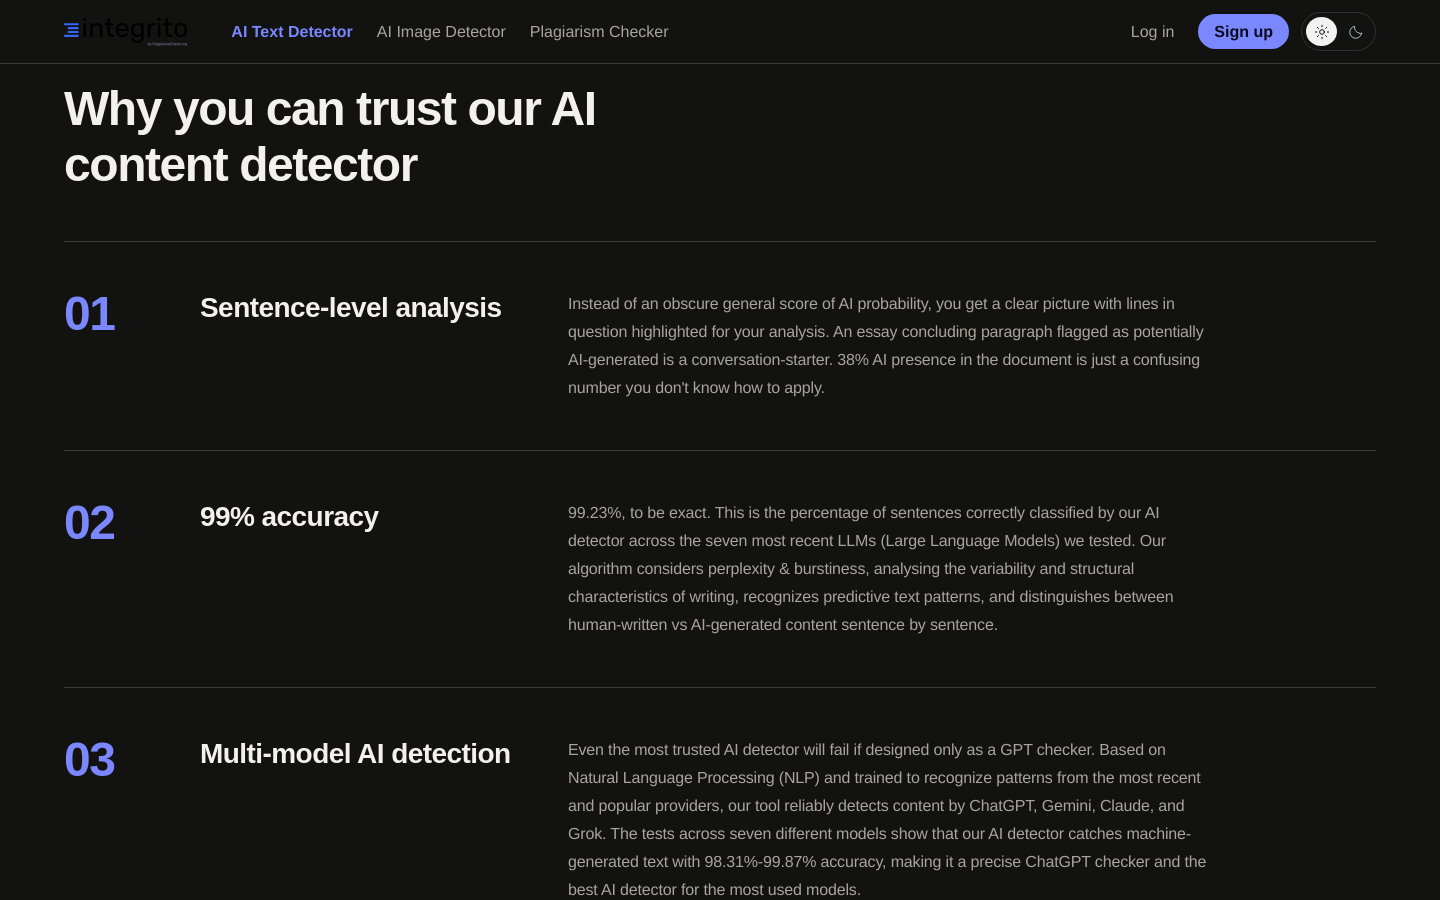 integrito
AI Text Detector
AI Image Detector
Plagiarism Checker
Log in
Sign up
Why you can trust our AI
content detector
01
Sentence-level analysis
Instead of an obscure general score of AI probability, you get a clear picture with lines in
question highlighted for your analysis. An essay concluding paragraph flagged as potentially
AI-generated is a conversation-starter. 38% AI presence in the document is just a confusing
number you don't know how to apply.
02
99% accuracy
99.23%, to be exact. This is the percentage of sentences correctly classified by our AI
detector across the seven most recent LLMs (Large Language Models) we tested. Our
algorithm considers perplexity & burstiness, analysing the variability and structural
characteristics of writing, recognizes predictive text patterns, and distinguishes between
human-written vs AI-generated content sentence by sentence.
03
Multi-model AI detection
Even the most trusted AI detector will fail if designed only as a GPT checker. Based on
Natural Language Processing (NLP) and trained to recognize patterns from the most recent
and popular providers, our tool reliably detects content by ChatGPT, Gemini, Claude, and
Grok. The tests across seven different models show that our AI detector catches machine-
generated text with 98.31%-99.87% accuracy, making it a precise ChatGPT checker and the
best AI detector for the most used models.